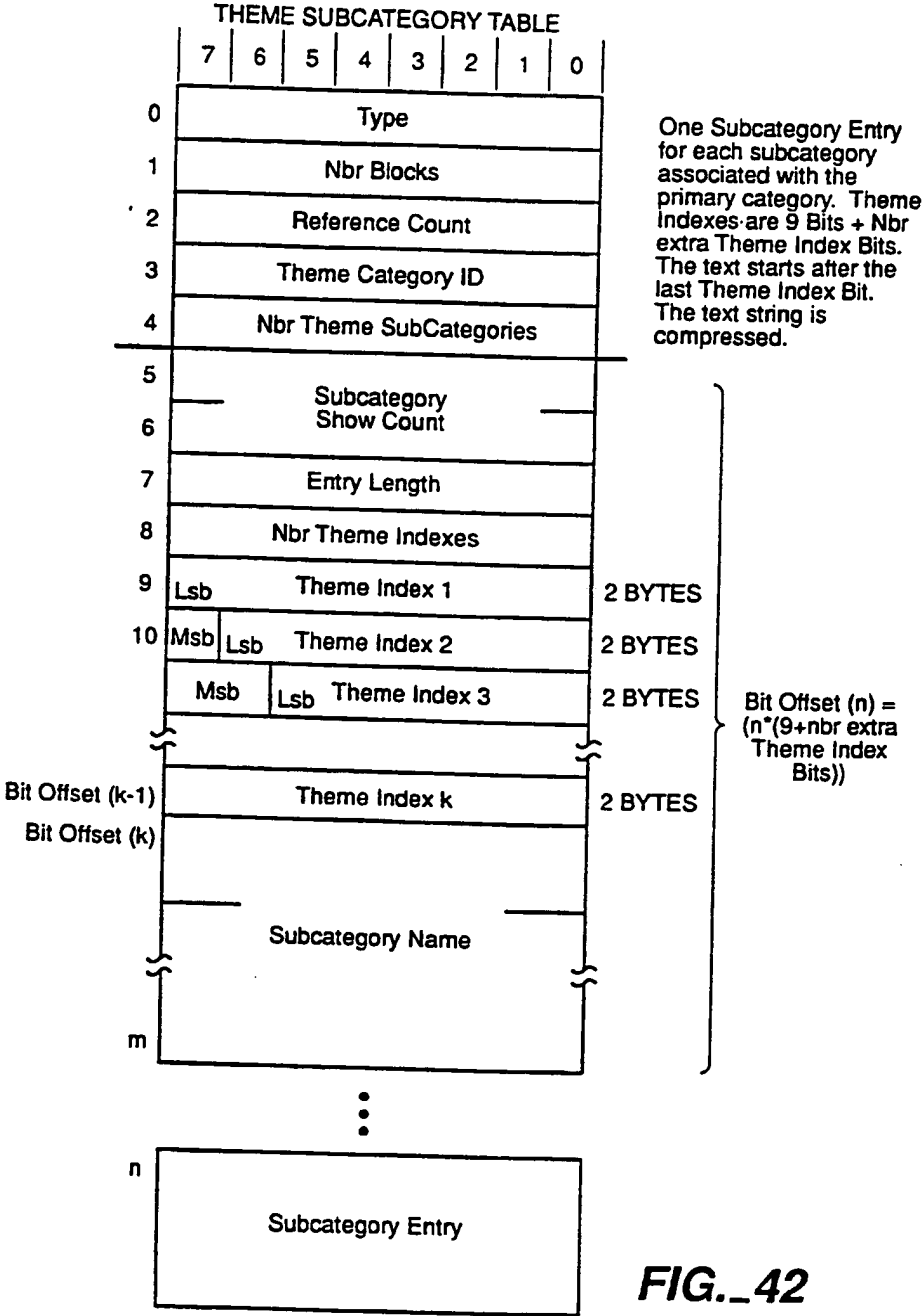 THEME SUBCATEGORY TABLE
7 6 5 4 3 2 1 0
0 Type
1 Nbr Blocks
2 Reference Count
3 Theme Category ID
4 Nbr Theme SubCategories
One Subcategory Entry
for each subcategory
associated with the
primary category. Theme
Indexes are 9 Bits + Nbr
extra Theme Index Bits.
The text starts after the
last Theme Index Bit.
The text string is
compressed.
5
Subcategory
Show Count
6
7 Entry Length
8 Nbr Theme Indexes
9 Lsb Theme Index 1 2 BYTES
10 Msb Lsb Theme Index 2 2 BYTES
Msb Lsb Theme Index 3 2 BYTES
Bit Offset (n) =
(n*(9+nbr extra
Theme Index
Bits))
Bit Offset (k-1) Theme Index k 2 BYTES
Bit Offset (k)
Subcategory Name
m
n
Subcategory Entry
FIG._42